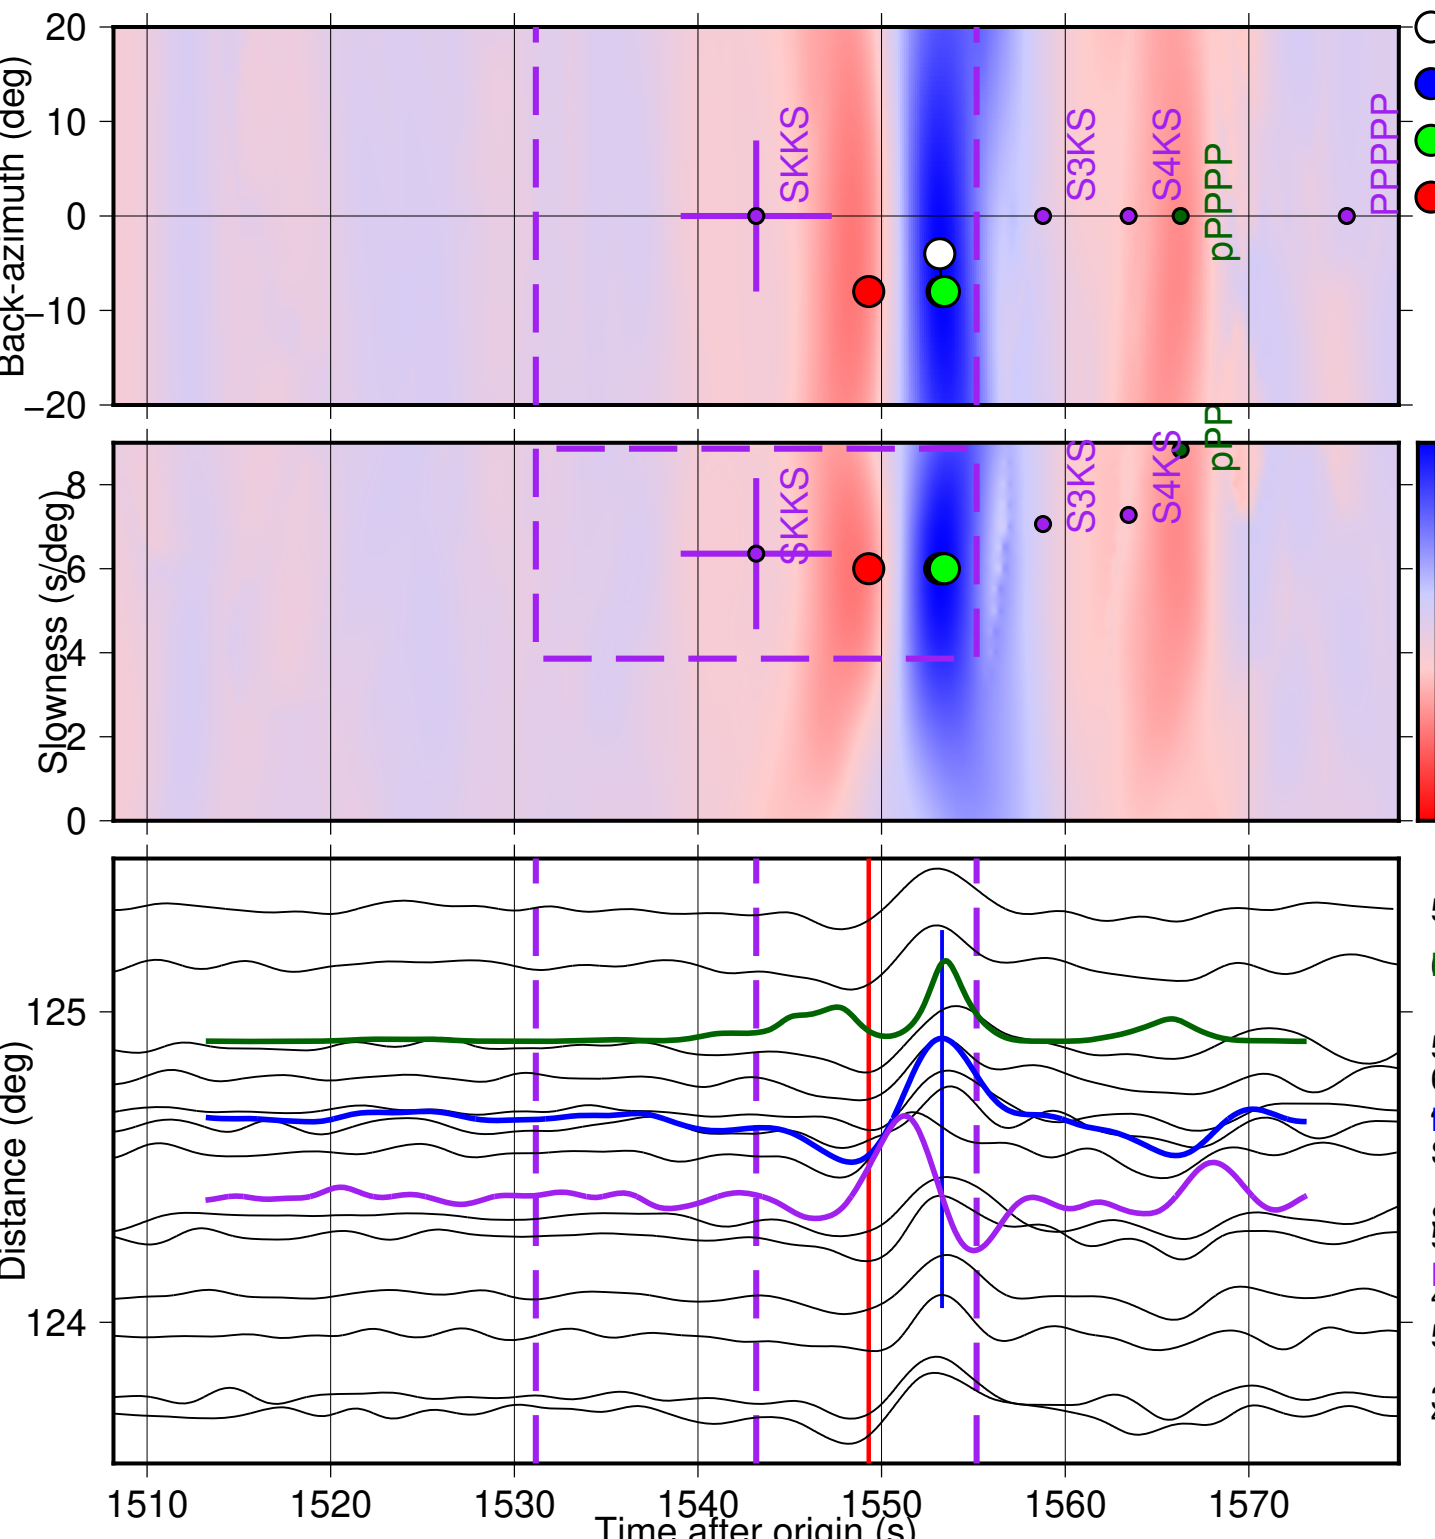 20
10
0
−10
−20
Back-azimuth (deg)
SKKS
S3KS
S4KS
pPPPP
PPPPP
8
6
4
2
0
Slowness (s/deg)
SKKS
S3KS
S4KS
pPP
125
124
Distance (deg)
1510 1520 1530 1540 1550 1560 1570
Time after origin (s)